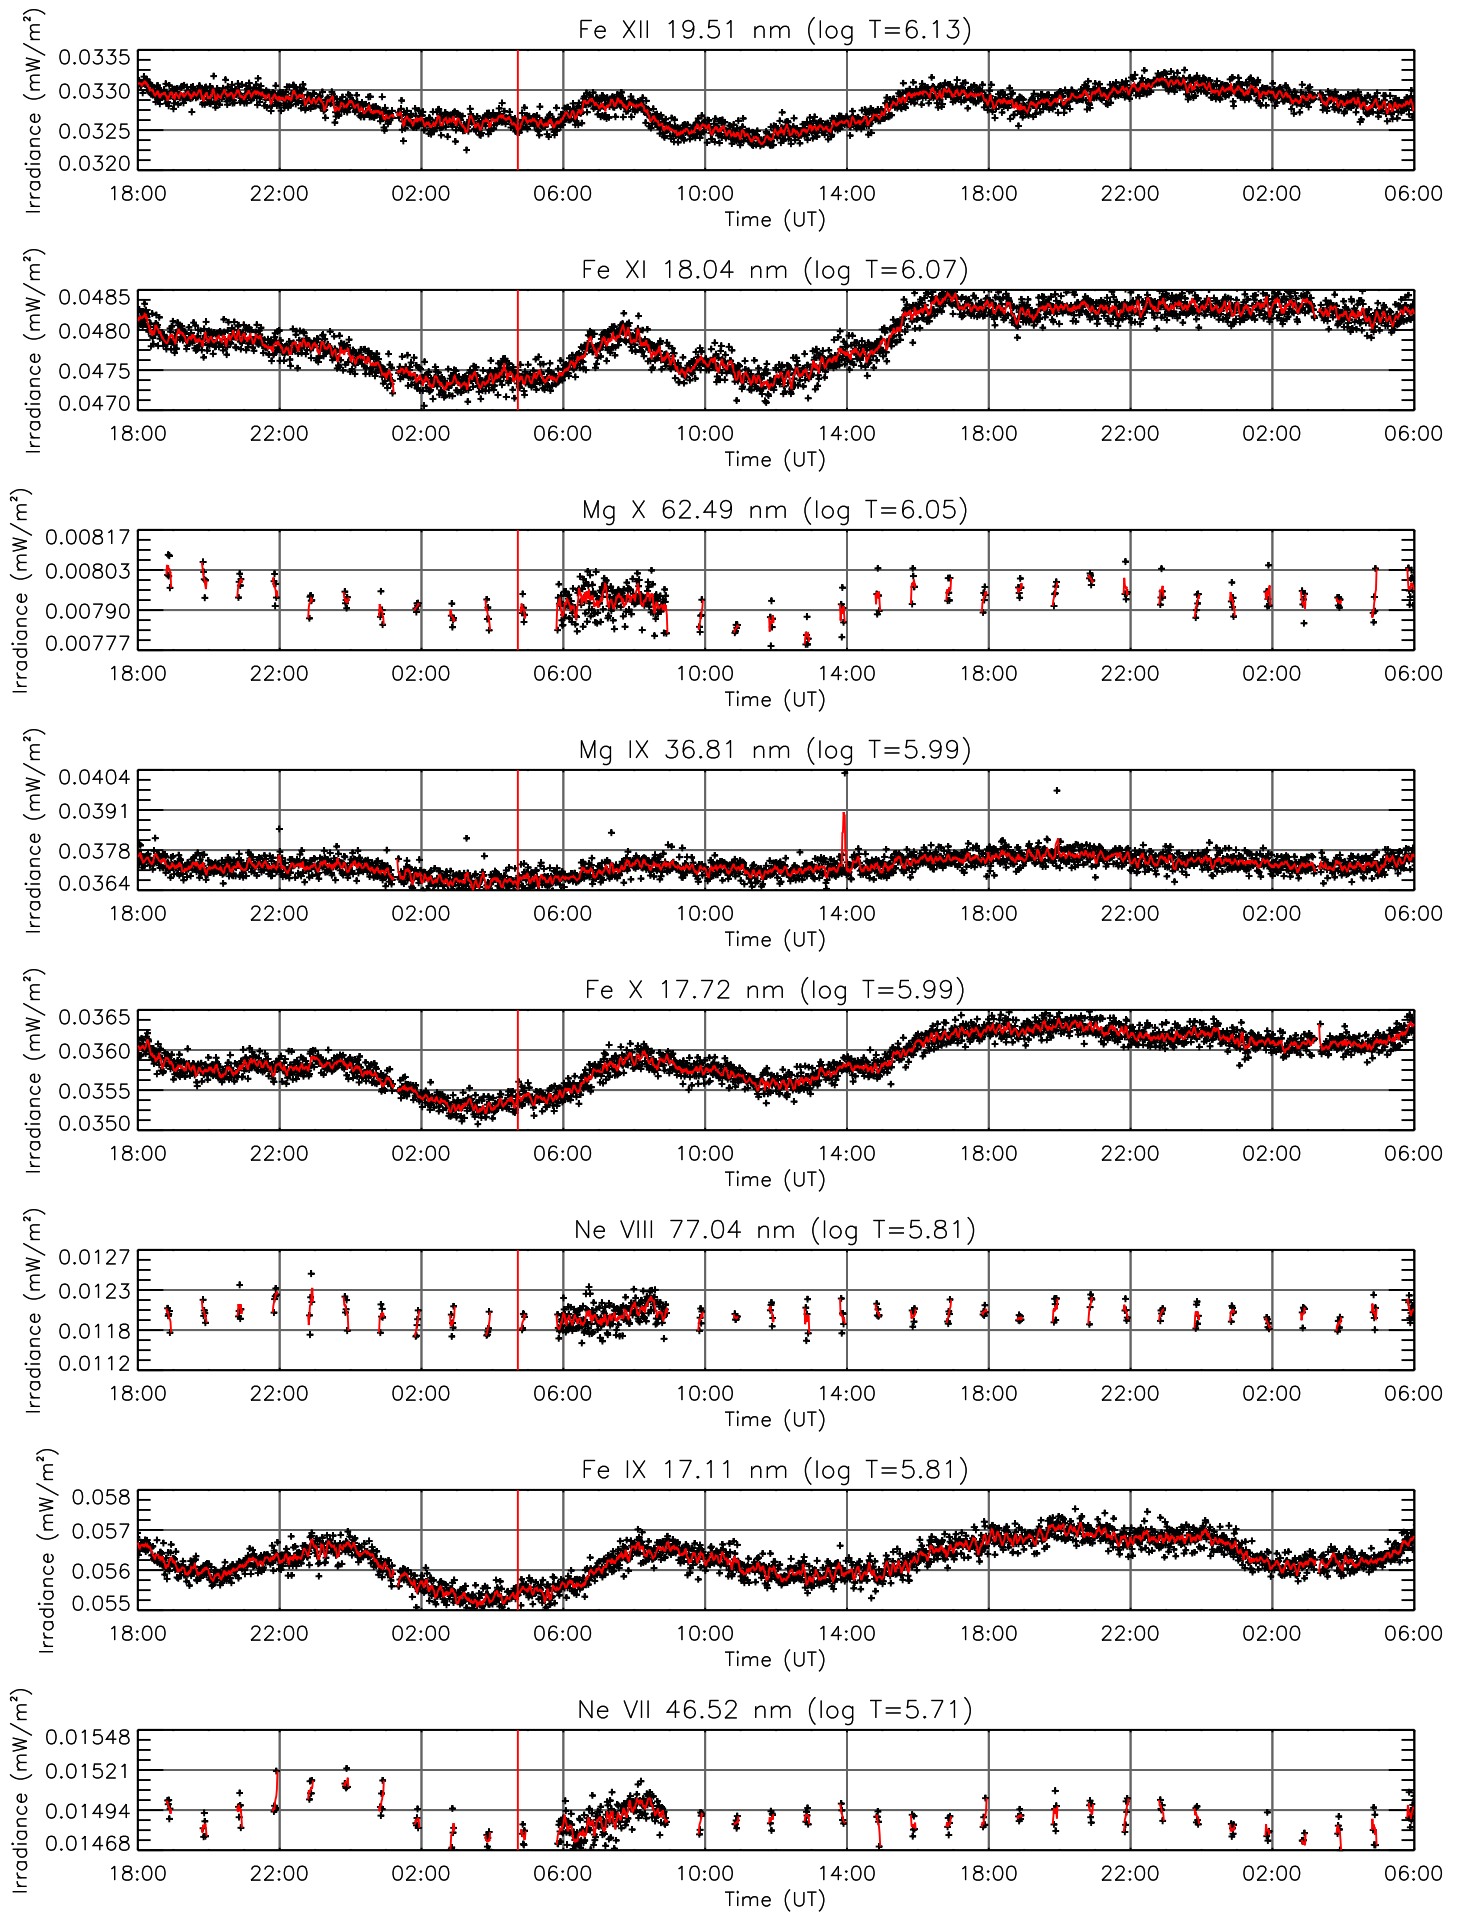 Fe XII 19.51 nm (log T=6.13)
Irradiance (mW/m²)
0.0335
0.0330
0.0325
0.0320
18:00 22:00 02:00 06:00 10:00 14:00 18:00 22:00 02:00 06:00
Time (UT)
Fe XI 18.04 nm (log T=6.07)
Irradiance (mW/m²)
0.0485
0.0480
0.0475
0.0470
18:00 22:00 02:00 06:00 10:00 14:00 18:00 22:00 02:00 06:00
Time (UT)
Mg X 62.49 nm (log T=6.05)
Irradiance (mW/m²)
0.00817
0.00803
0.00790
0.00777
18:00 22:00 02:00 06:00 10:00 14:00 18:00 22:00 02:00 06:00
Time (UT)
Mg IX 36.81 nm (log T=5.99)
Irradiance (mW/m²)
0.0404
0.0391
0.0378
0.0364
18:00 22:00 02:00 06:00 10:00 14:00 18:00 22:00 02:00 06:00
Time (UT)
Fe X 17.72 nm (log T=5.99)
Irradiance (mW/m²)
0.0365
0.0360
0.0355
0.0350
18:00 22:00 02:00 06:00 10:00 14:00 18:00 22:00 02:00 06:00
Time (UT)
Ne VIII 77.04 nm (log T=5.81)
Irradiance (mW/m²)
0.0127
0.0123
0.0118
0.0112
18:00 22:00 02:00 06:00 10:00 14:00 18:00 22:00 02:00 06:00
Time (UT)
Fe IX 17.11 nm (log T=5.81)
Irradiance (mW/m²)
0.058
0.057
0.056
0.055
18:00 22:00 02:00 06:00 10:00 14:00 18:00 22:00 02:00 06:00
Time (UT)
Ne VII 46.52 nm (log T=5.71)
Irradiance (mW/m²)
0.01548
0.01521
0.01494
0.01468
18:00 22:00 02:00 06:00 10:00 14:00 18:00 22:00 02:00 06:00
Time (UT)